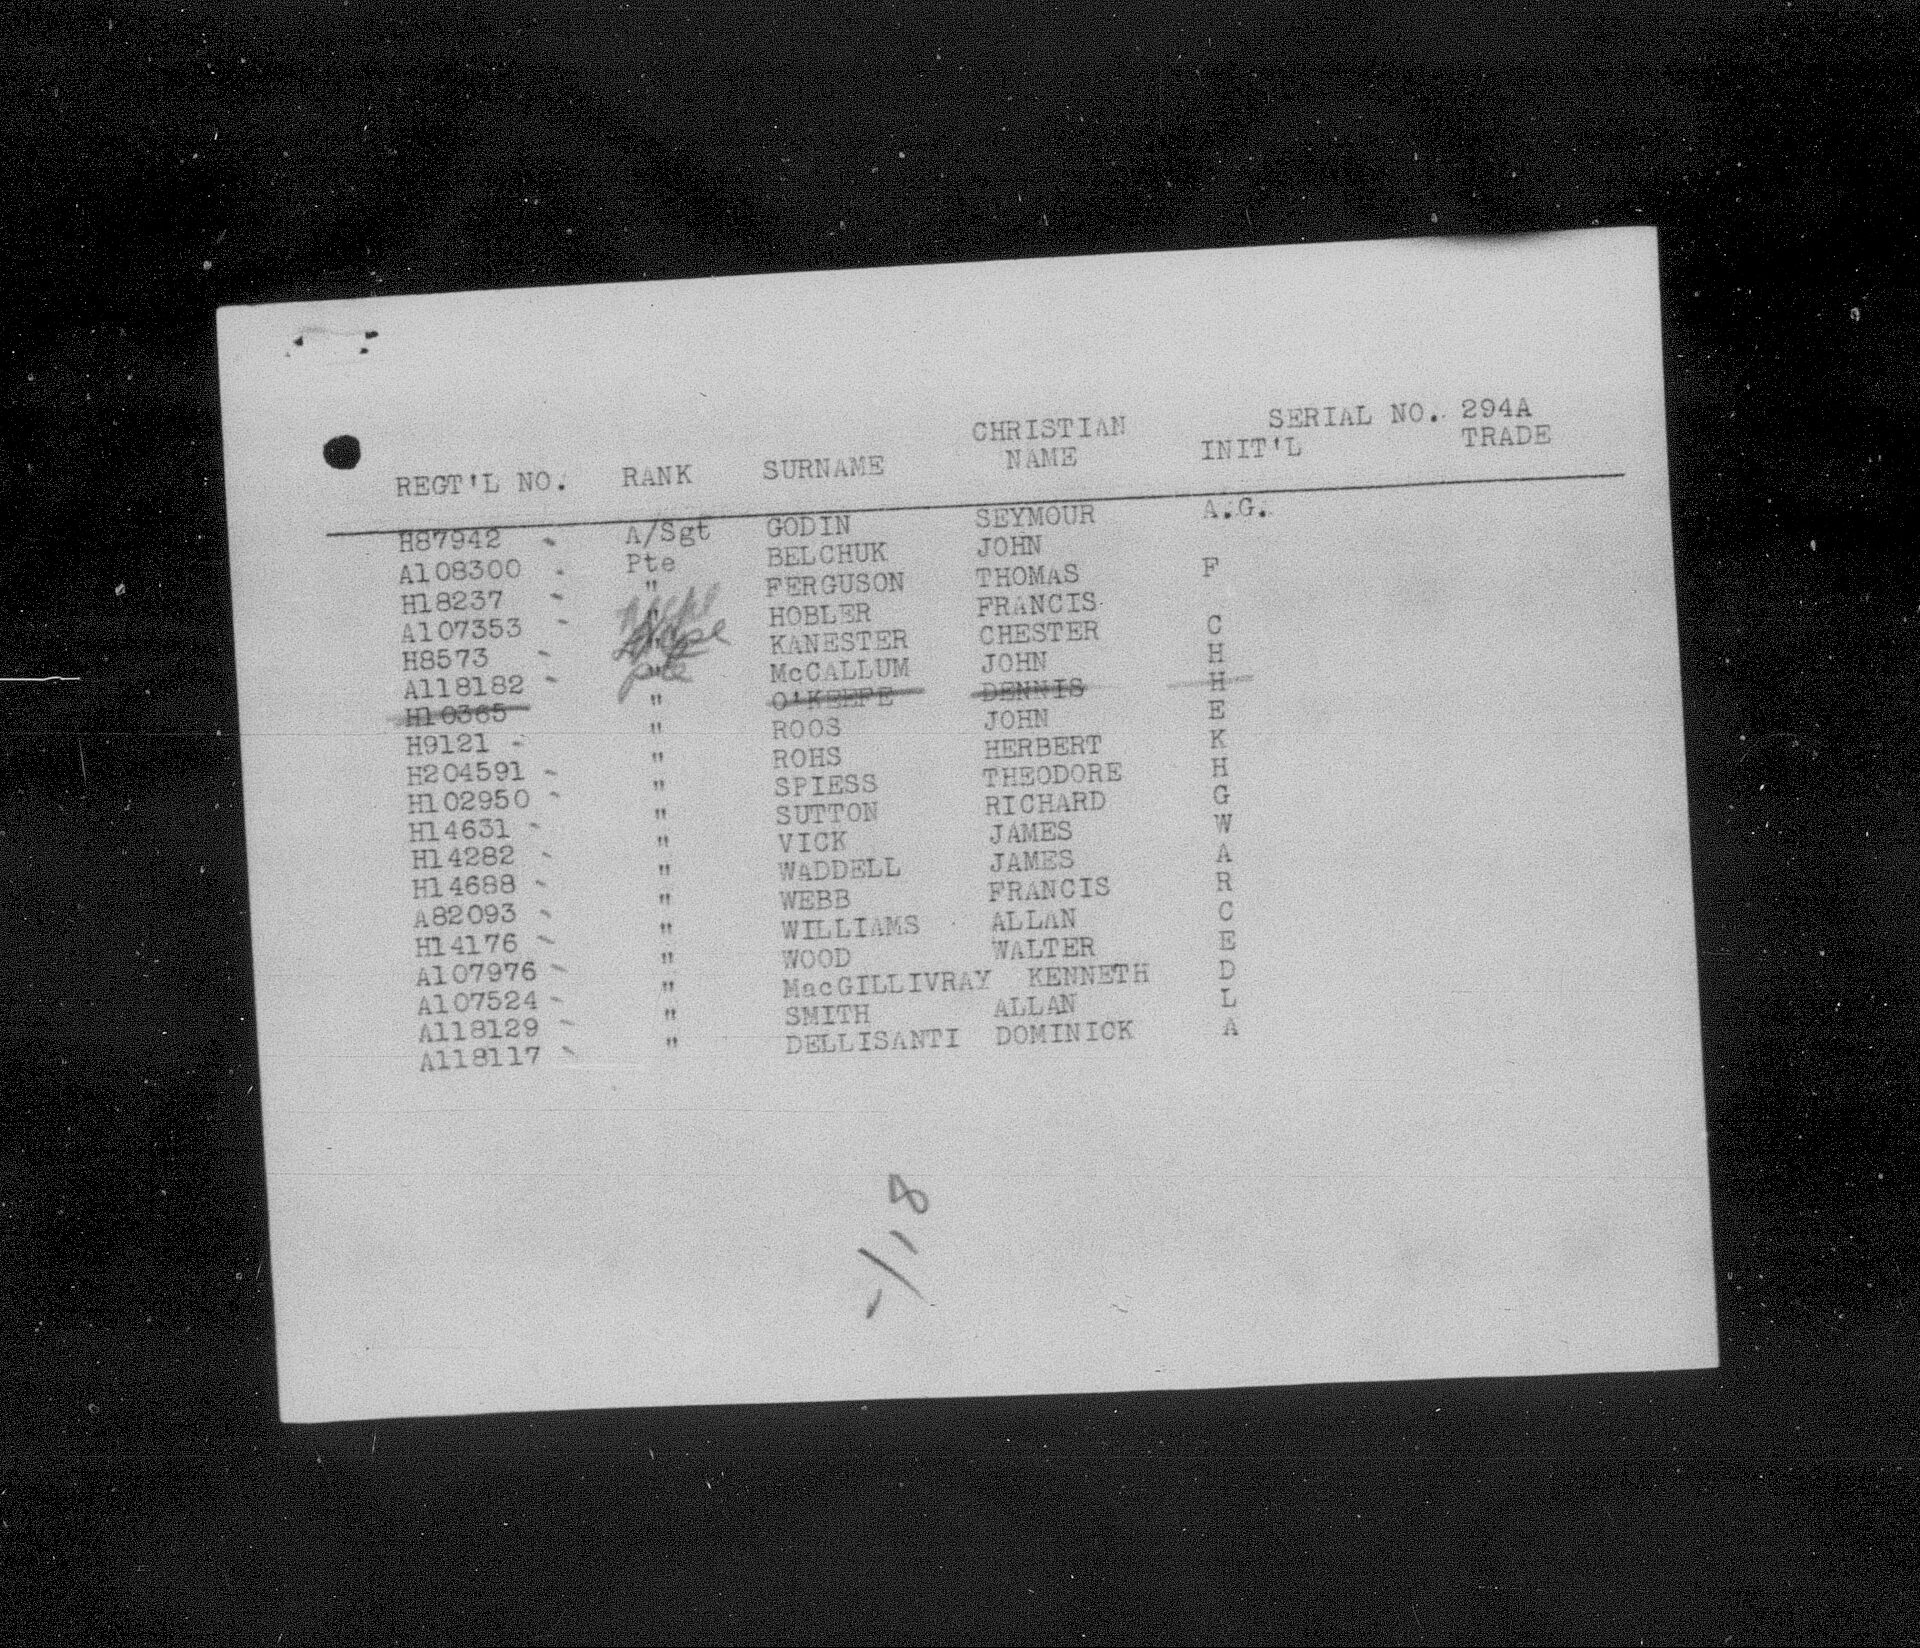 SERIAL NO. 294A
REGT'L NO. RANK SURNAME CHRISTIAN NAME INIT'L TRADE
H87942 - A/Sgt GODIN SEYMOUR A.G.
A108300 - Pte BELCHUK JOHN
H18237 - " FERGUSON THOMAS F
A107353 - " HOBLER FRANCIS
H8573 - " KANESTER CHESTER C
A118182 - " McCALLUM JOHN H
H10365 " O'KEEFE DENNIS H
H9121 - " ROOS JOHN E
H204591 - " ROHS HERBERT K
H102950 - " SPIESS THEODORE H
H14631 - " SUTTON RICHARD G
H14282 - " VICK JAMES W
H14688 - " WADDELL JAMES A
A82093 - " WEBB FRANCIS R
H14176 - " WILLIAMS ALLAN C
A107976 - " WOOD WALTER E
A107524 - " MacGILLIVRAY KENNETH D
A118129 - " SMITH ALLAN L
A118117 - " DELLISANTI DOMINICK A